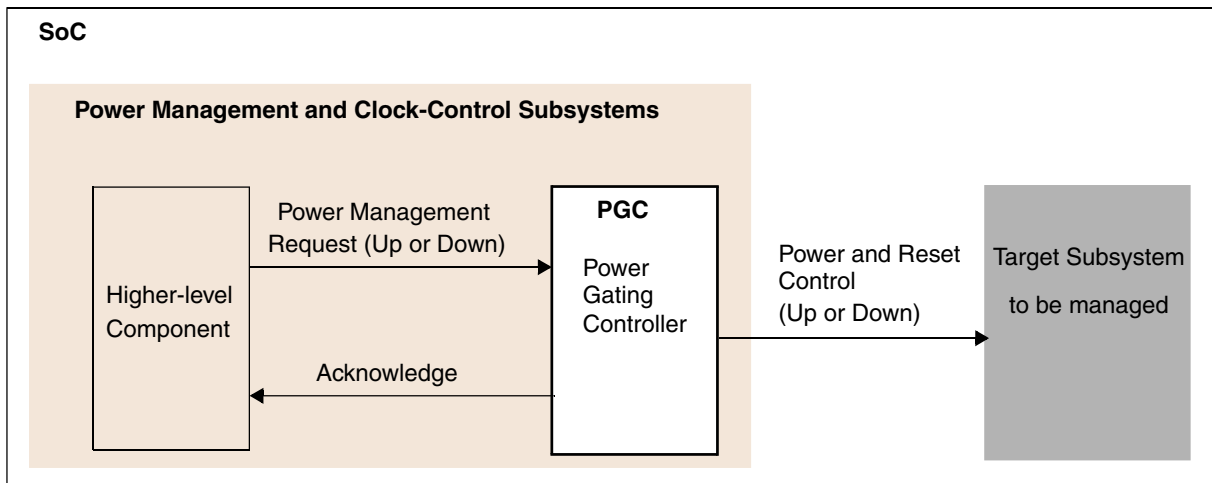 SoC
Power Management and Clock-Control Subsystems
Higher-level
Component
Power Management
Request (Up or Down)
Acknowledge
PGC
Power
Gating
Controller
Power and Reset
Control
(Up or Down)
Target Subsystem
to be managed